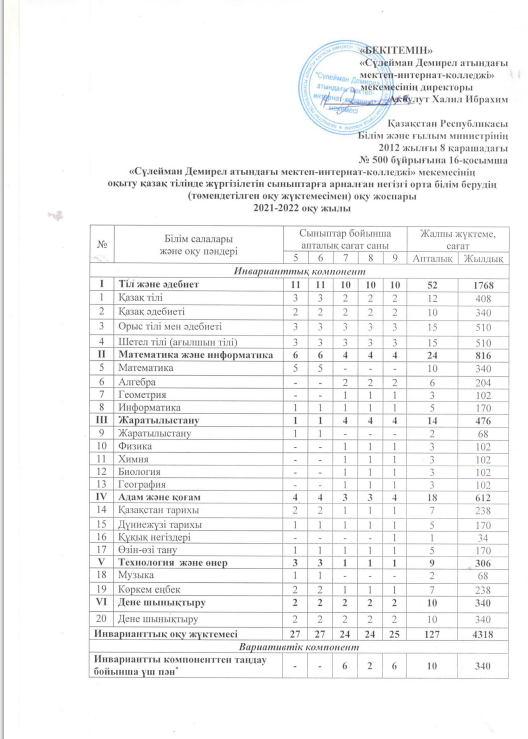 «БЕКІТЕМІН»
«Сүлейман Демирел атындағы
мектеп-интернат-колледжі»
мекемесінің директоры
Аккулут Халил Ибрахим
Қазақстан Республикасы
Білім және ғылым министрінің
2012 жылғы 8 қарашадағы
№ 500 бұйрығына 16-қосымша
«Сүлейман Демирел атындағы мектеп-интернат-колледжі» мекемесінің
оқыту қазақ тілінде жүргізілетін сыныптарға арналған негізгі орта білім берудің
(төмендетілген оқу жүктемесімен) оқу жоспары
2021-2022 оқу жылы
№ Білім салалары және оқу пәндері Сыныптар бойынша апталық сағат саны Жалпы жүктеме, сағат
5 6 7 8 9 Апталық Жылдық
Инварианттық компонент
I Тіл және әдебиет 11 11 10 10 10 52 1768
1 Қазақ тілі 3 3 2 2 2 12 408
2 Қазақ әдебиеті 2 2 2 2 2 10 340
3 Орыс тілі мен әдебиеті 3 3 3 3 3 15 510
4 Шетел тілі (ағылшын тілі) 3 3 3 3 3 15 510
II Математика және информатика 6 6 4 4 4 24 816
5 Математика 5 5 - - - 10 340
6 Алгебра - - 2 2 2 6 204
7 Геометрия - - 1 1 1 3 102
8 Информатика 1 1 1 1 1 5 170
III Жаратылыстану 1 1 4 4 4 14 476
9 Жаратылыстану 1 1 - - - 2 68
10 Физика - - 1 1 1 3 102
11 Химия - - 1 1 1 3 102
12 Биология - - 1 1 1 3 102
13 География - - 1 1 1 3 102
IV Адам және қоғам 4 4 3 3 4 18 612
14 Қазақстан тарихы 2 2 1 1 1 7 238
15 Дүниежүзі тарихы 1 1 1 1 1 5 170
16 Құқық негіздері - - - - 1 1 34
17 Өзін-өзі тану 1 1 1 1 1 5 170
V Технология және өнер 3 3 1 1 1 9 306
18 Музыка 1 1 - - - 2 68
19 Көркем еңбек 2 2 1 1 1 7 238
VI Дене шынықтыру 2 2 2 2 2 10 340
20 Дене шынықтыру 2 2 2 2 2 10 340
Инварианттық оқу жүктемесі 27 27 24 24 25 127 4318
Вариативтік компонент
Инвариантты компоненттен таңдау
бойынша үш пән* - - 6 2 6 10 340